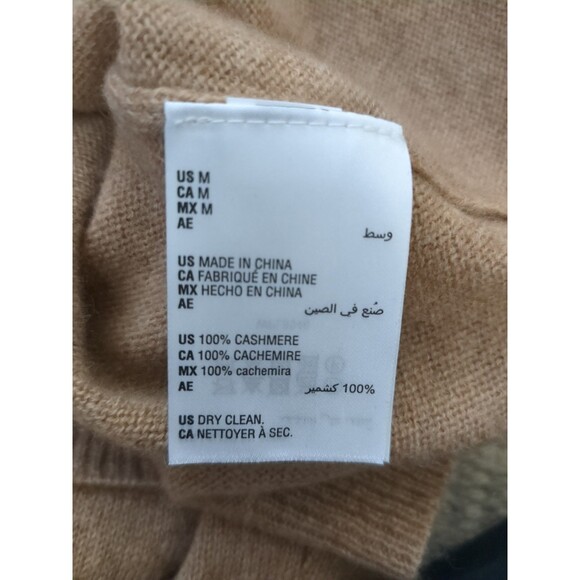 US M
CA M
MX M
AE
وسط
US MADE IN CHINA
CA FABRIQUÉ EN CHINE
MX HECHO EN CHINA
AE
صُنع في الصين
US 100% CASHMERE
CA 100% CACHEMIRE
MX 100% cachemira
AE
100% كشمير
US DRY CLEAN.
CA NETTOYER À SEC.